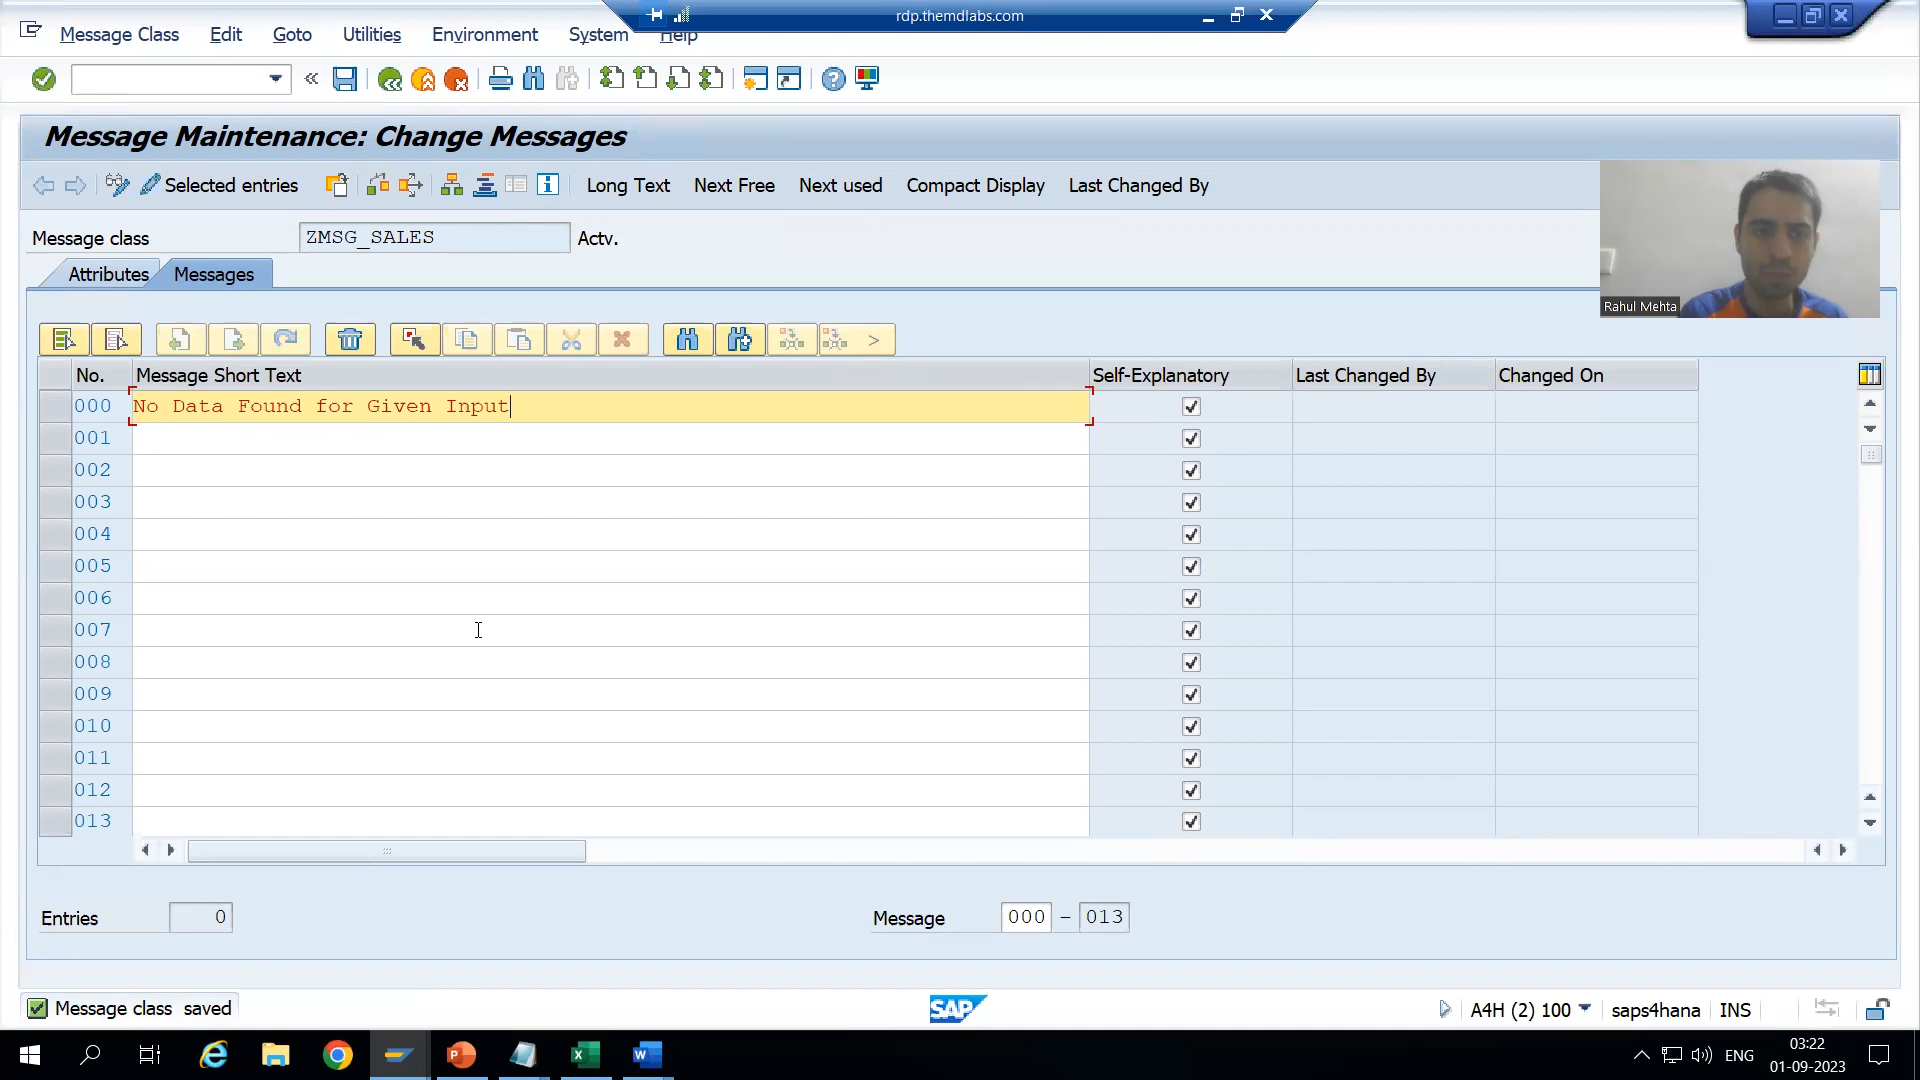 rdp.themdlabs.com
Message Class Edit Goto Utilities Environment System Help
Message Maintenance: Change Messages
Selected entries Long Text Next Free Next used Compact Display Last Changed By
Message class ZMSG_SALES Actv.
Attributes Messages
Rahul Mehta
No. Message Short Text Self-Explanatory Last Changed By Changed On
000 No Data Found for Given Input
001
002
003
004
005
006
007
008
009
010
011
012
013
Entries 0 Message 000 - 013
Message class saved SAP A4H (2) 100 saps4hana INS
ENG 03:22
01-09-2023